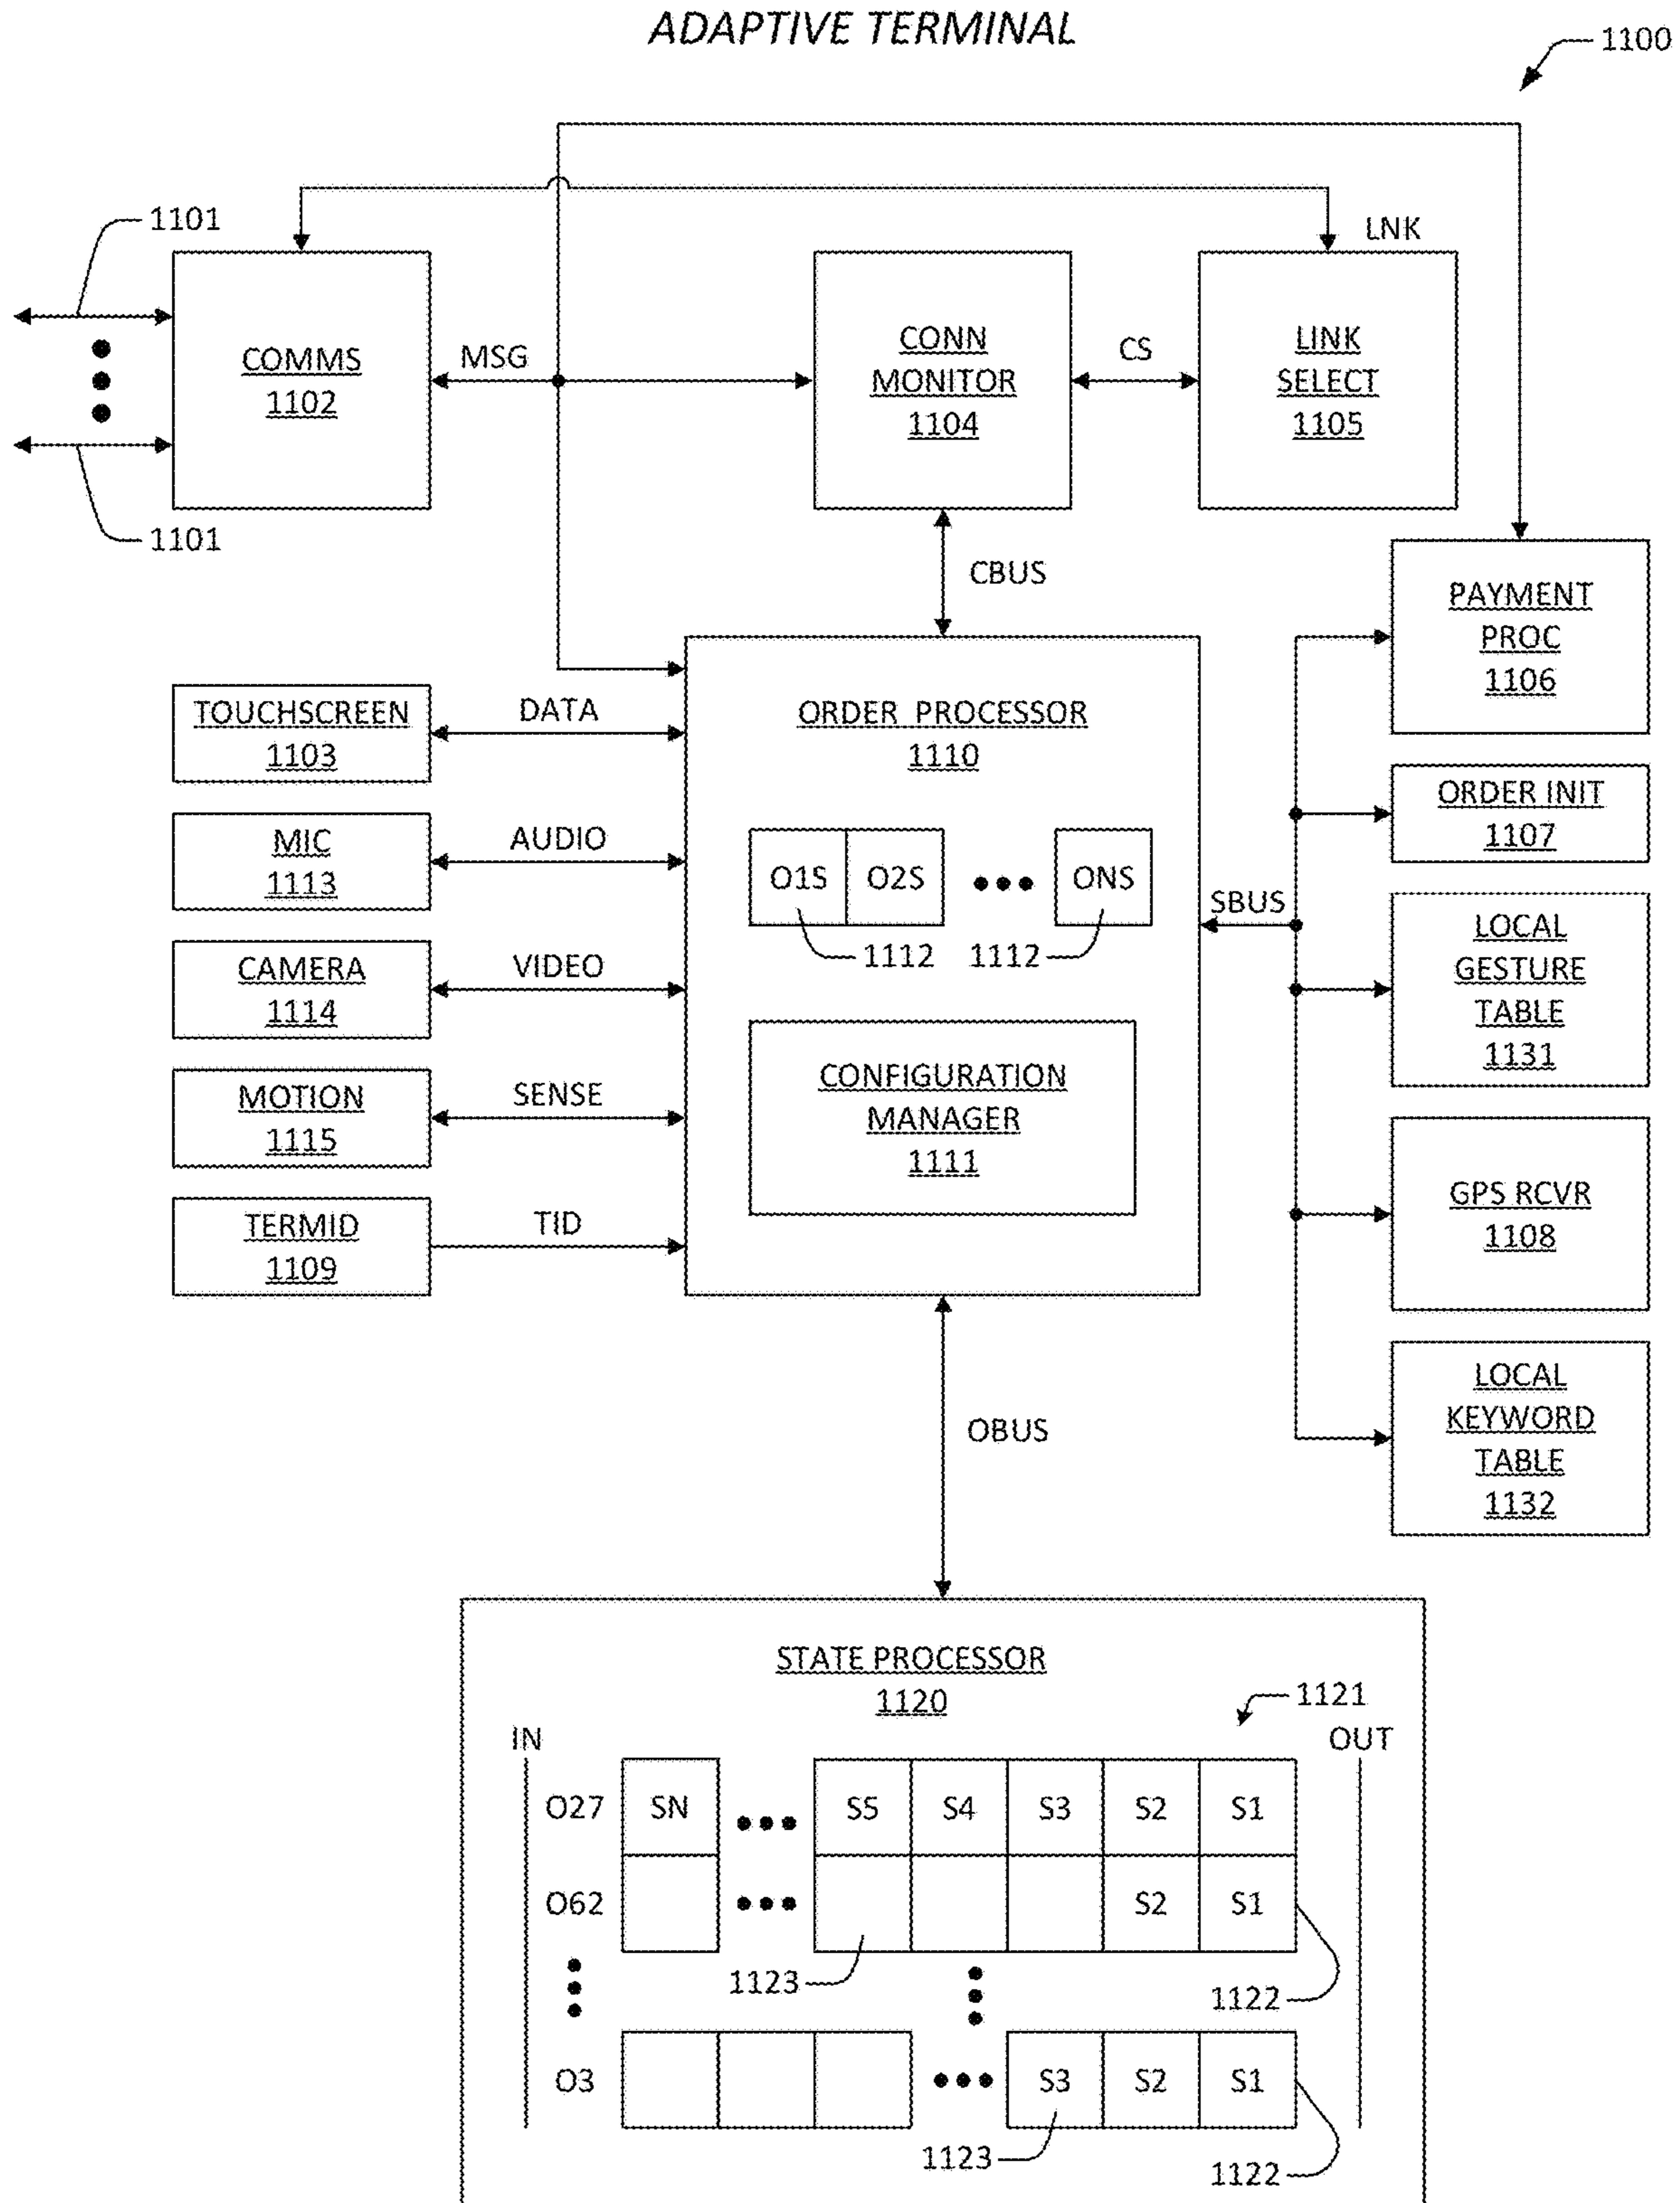 ADAPTIVE TERMINAL
1100
1101
LNK
COMMS
1102
MSG
CONN
MONITOR
1104
CS
LINK
SELECT
1105
1101
CBUS
PAYMENT
PROC
1106
TOUCHSCREEN
1103
DATA
ORDER PROCESSOR
1110
ORDER INIT
1107
MIC
1113
AUDIO
O1S
O2S
ONS
1112
1112
SBUS
LOCAL
GESTURE
TABLE
1131
CAMERA
1114
VIDEO
MOTION
1115
SENSE
CONFIGURATION
MANAGER
1111
GPS RCVR
1108
TERMID
1109
TID
OBUS
LOCAL
KEYWORD
TABLE
1132
STATE PROCESSOR
1120
1121
IN
OUT
O27 SN S5 S4 S3 S2 S1
O62 S2 S1
1123
1122
O3 S3 S2 S1
1123
1122